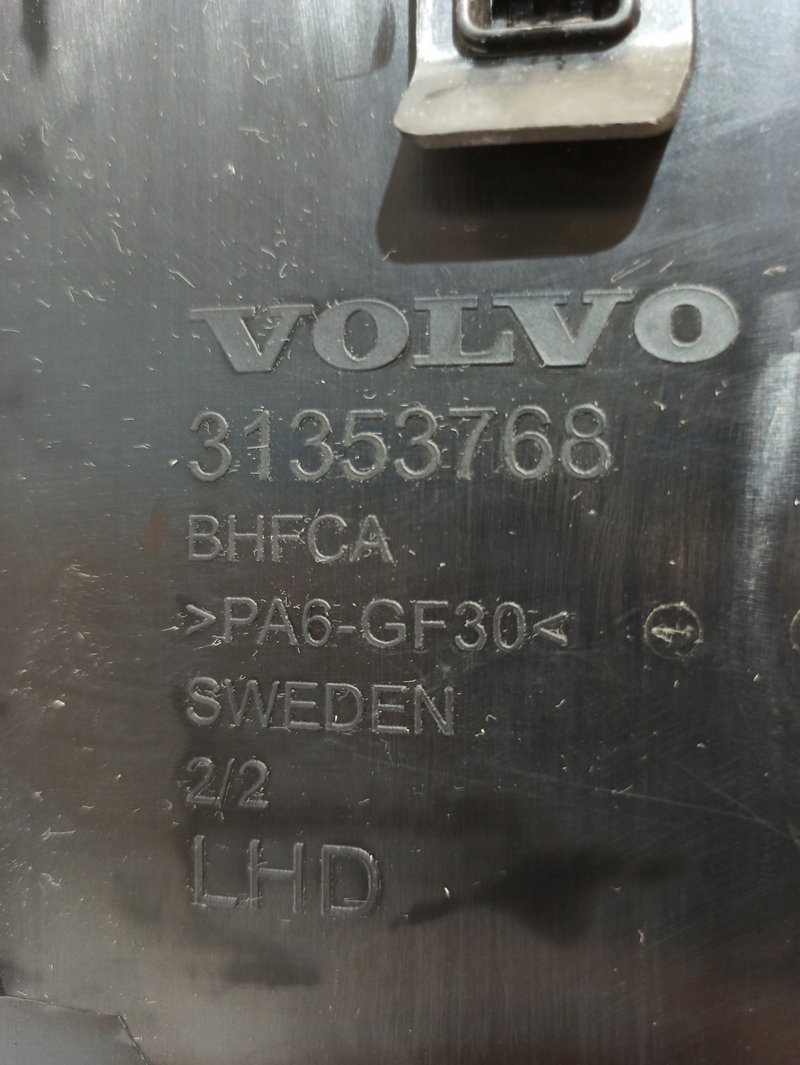 VOLVO
31353768
BHFCA
>PA6-GF30<
SWEDEN
2/2
LHD